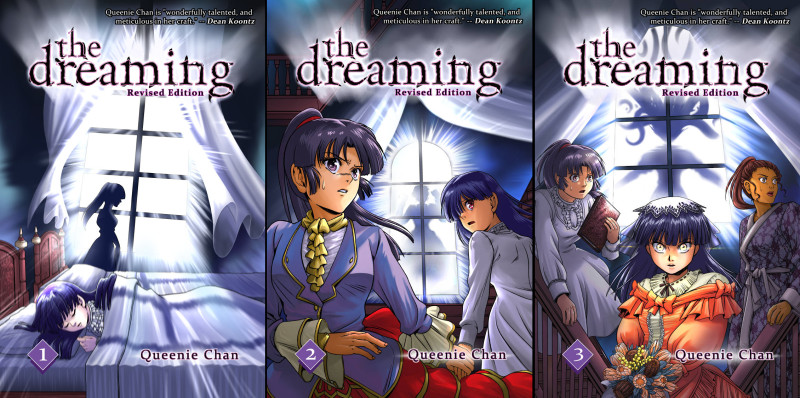 Queenie Chan is "wonderfully talented, and
meticulous in her craft." -- Dean Koontz
the
dreaming
Revised Edition
1
Queenie Chan
Queenie Chan is "wonderfully talented, and
meticulous in her craft." -- Dean Koontz
the
dreaming
Revised Edition
2
Queenie Chan
Queenie Chan is "wonderfully talented, and
meticulous in her craft." -- Dean Koontz
the
dreaming
Revised Edition
3
Queenie Chan